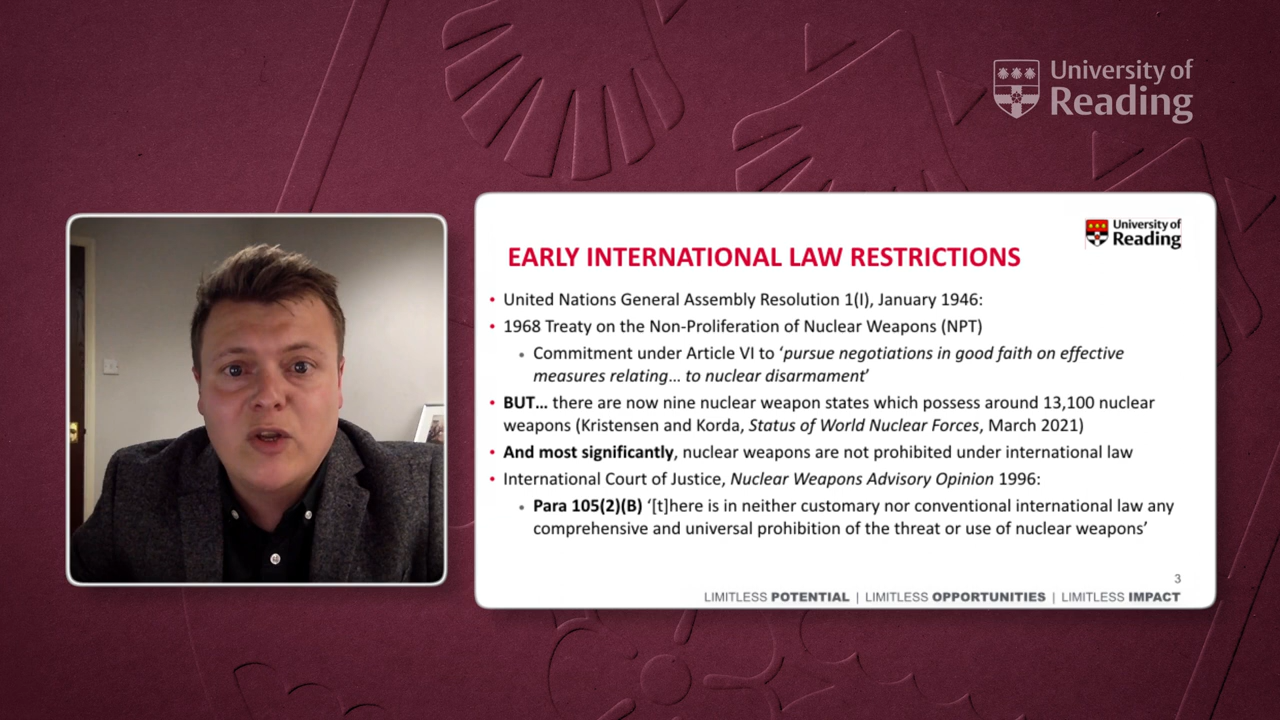 University of
Reading
University of
Reading
EARLY INTERNATIONAL LAW RESTRICTIONS
• United Nations General Assembly Resolution 1(I), January 1946:
• 1968 Treaty on the Non-Proliferation of Nuclear Weapons (NPT)
• Commitment under Article VI to ‘pursue negotiations in good faith on effective
measures relating… to nuclear disarmament’
• BUT… there are now nine nuclear weapon states which possess around 13,100 nuclear
weapons (Kristensen and Korda, Status of World Nuclear Forces, March 2021)
• And most significantly, nuclear weapons are not prohibited under international law
• International Court of Justice, Nuclear Weapons Advisory Opinion 1996:
• Para 105(2)(B) ‘[t]here is in neither customary nor conventional international law any
comprehensive and universal prohibition of the threat or use of nuclear weapons’
3
LIMITLESS POTENTIAL | LIMITLESS OPPORTUNITIES | LIMITLESS IMPACT